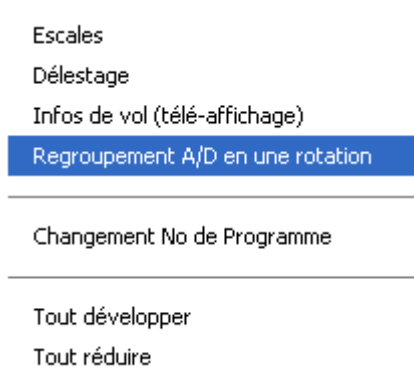 Escales
Délestage
Infos de vol (télé-affichage)
Regroupement A/D en une rotation
Changement No de Programme
Tout développer
Tout réduire